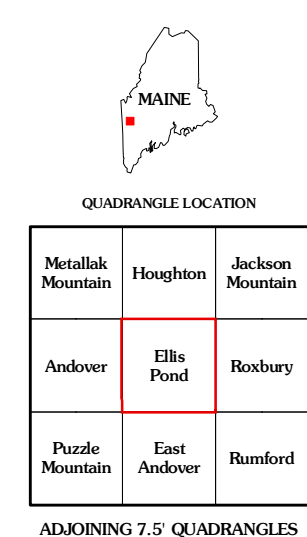 MAINE
QUADRANGLE LOCATION
Metallak
Mountain
Houghton
Jackson
Mountain
Andover
Ellis
Pond
Roxbury
Puzzle
Mountain
East
Andover
Rumford
ADJOINING 7.5' QUADRANGLES